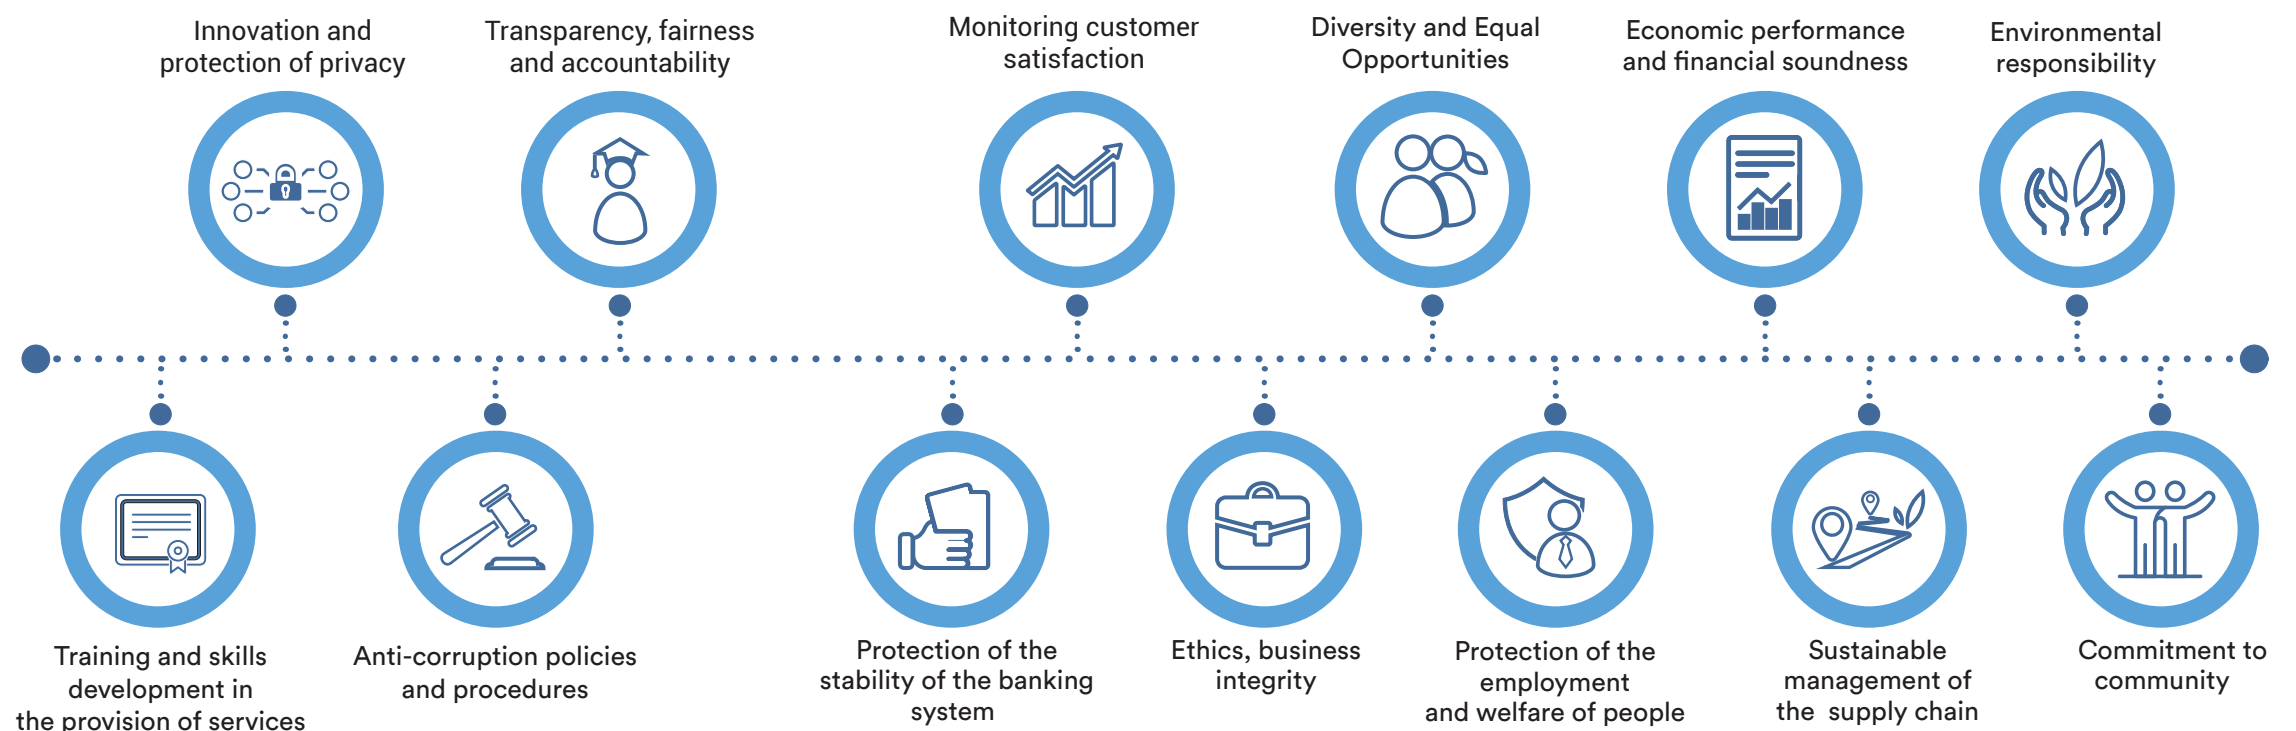 Innovation and
protection of privacy
Transparency, fairness
and accountability
Monitoring customer
satisfaction
Diversity and Equal
Opportunities
Economic performance
and financial soundness
Environmental
responsibility
Training and skills
development in
the provision of services
Anti-corruption policies
and procedures
Protection of the
stability of the banking
system
Ethics, business
integrity
Protection of the
employment
and welfare of people
Sustainable
management of
the supply chain
Commitment to
community